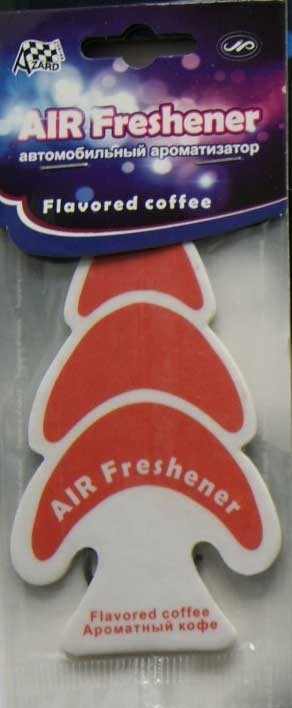 AZARD
AIR Freshener
автомобильный ароматизатор
Flavored coffee
AIR Freshener
Flavored coffee
Ароматный кофе